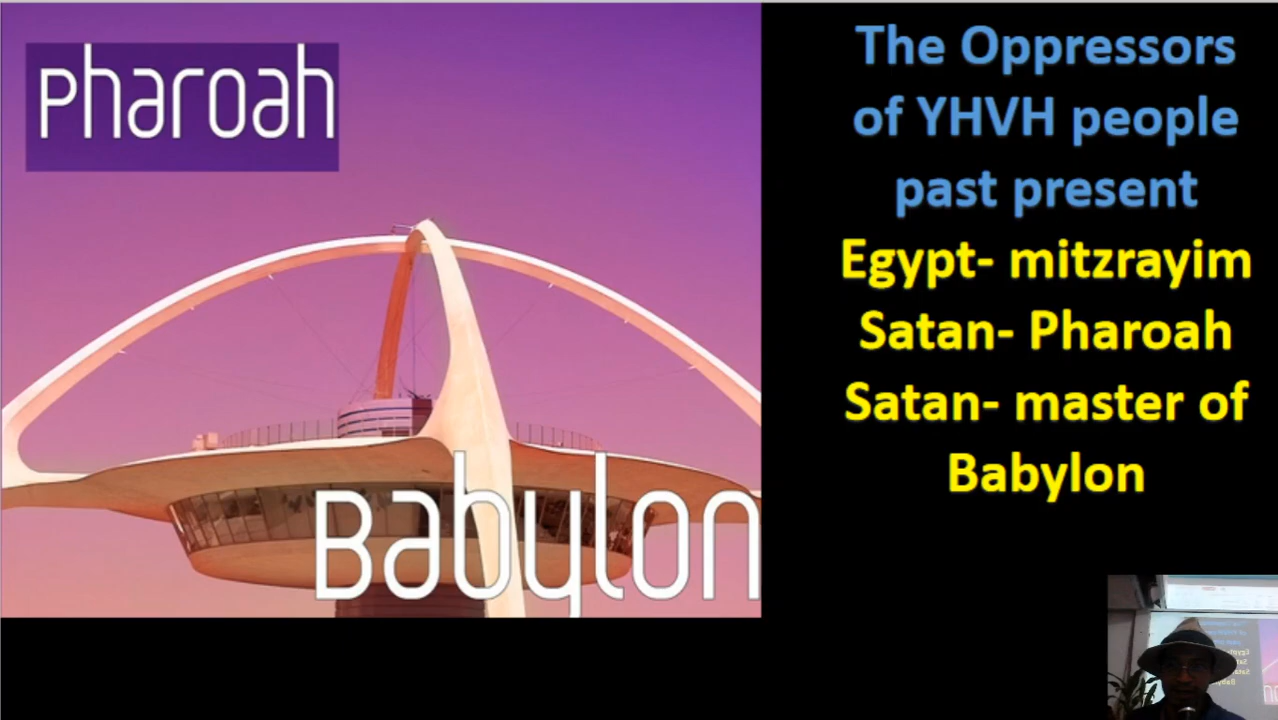 Pharoah
Babylon
The Oppressors
of YHVH people
past present
Egypt- mitzrayim
Satan- Pharoah
Satan- master of
Babylon